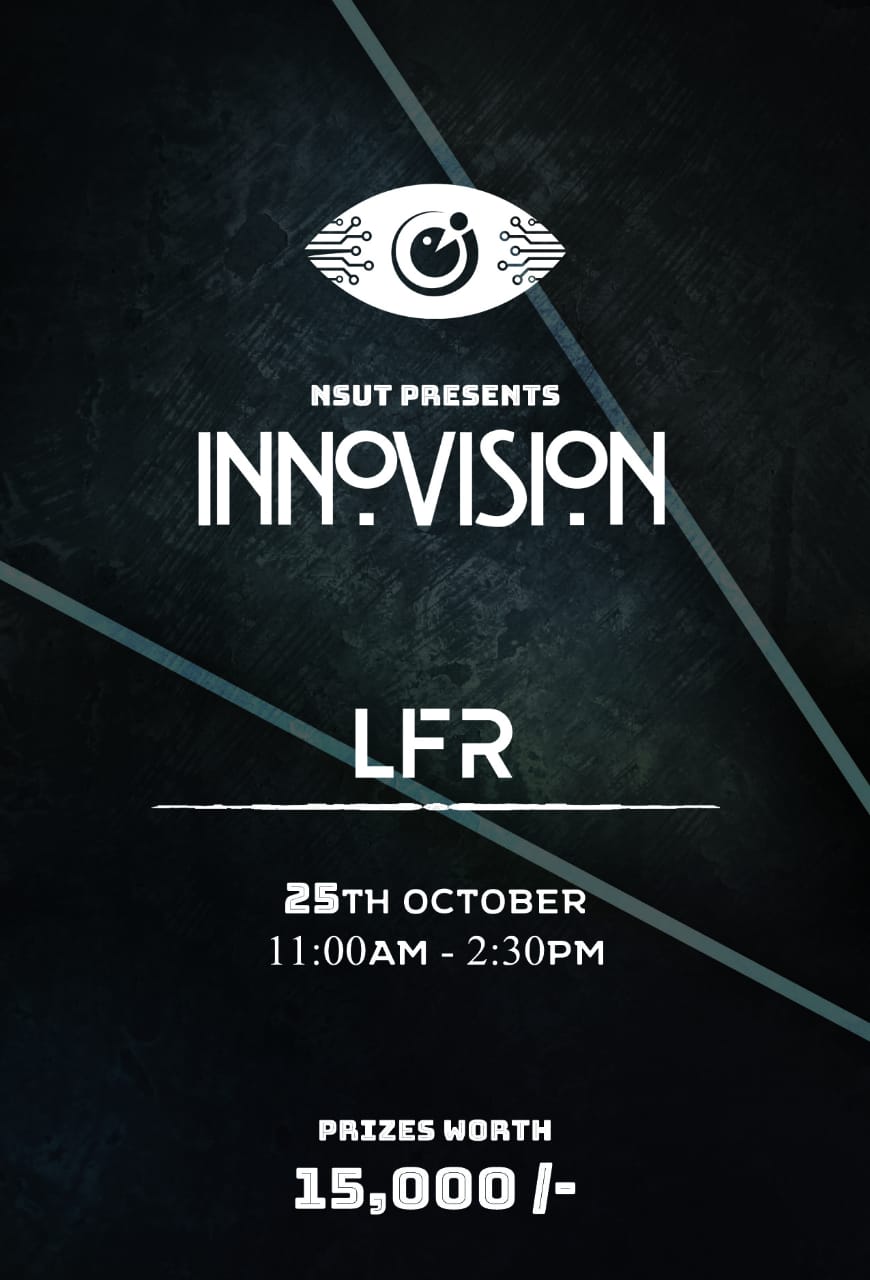 NSUT PRESENTS
INNOVISION
LFR
25TH OCTOBER
11:00AM - 2:30PM
PRIZES WORTH
15,000 /-